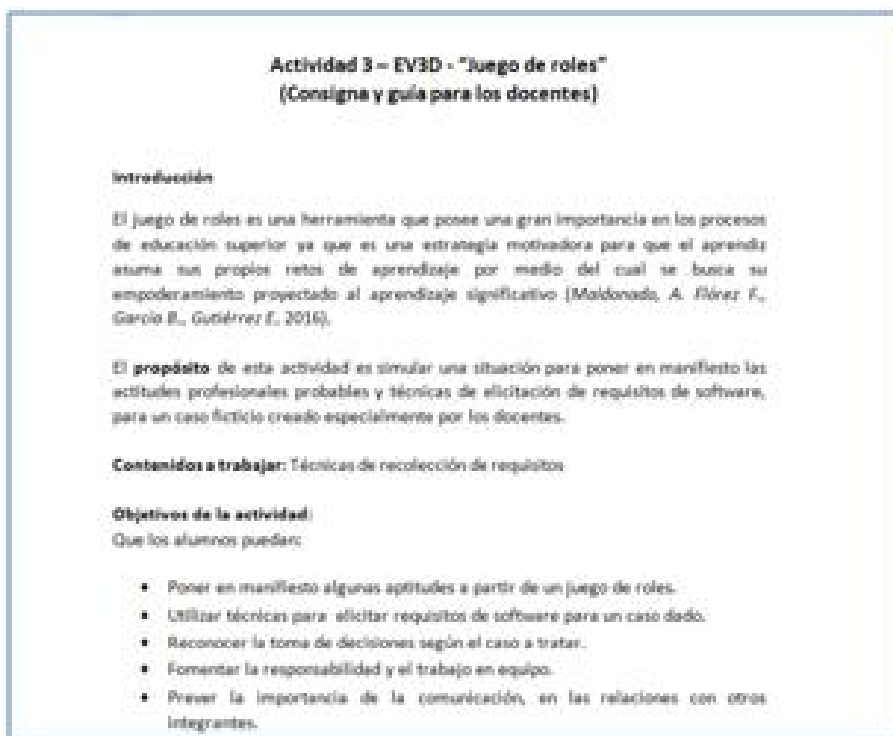 Actividad 3 – EV3D - "Juego de roles"
(Consigna y guía para los docentes)
Introducción
El juego de roles es una herramienta que posee una gran importancia en los procesos
de educación superior ya que es una estrategia motivadora para que el aprendiz
asuma sus propios retos de aprendizaje por medio del cual se busca su
empoderamiento proyectado al aprendizaje significativo (Maldonado, A. Flórez F.,
García B., Gutiérrez E, 2016).
El propósito de esta actividad es simular una situación para poner en manifiesto las
actitudes profesionales probables y técnicas de elicitación de requisitos de software,
para un caso ficticio creado especialmente por los docentes.
Contenidos a trabajar: Técnicas de recolección de requisitos
Objetivos de la actividad:
Que los alumnos puedan:
• Poner en manifiesto algunas aptitudes a partir de un juego de roles.
• Utilizar técnicas para elicitar requisitos de software para un caso dado.
• Reconocer la toma de decisiones según el caso a tratar.
• Fomentar la responsabilidad y el trabajo en equipo.
• Prever la importancia de la comunicación, en las relaciones con otros
integrantes.